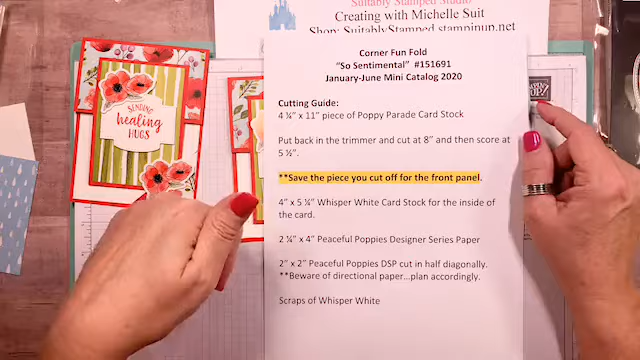 Suitably Stamped Studio
Creating with Michelle Suit
Shop: SuitablyStamped.stampinup.net
Corner Fun Fold
“So Sentimental” #151691
January-June Mini Catalog 2020
Cutting Guide:
4 ¼” x 11” piece of Poppy Parade Card Stock
Put back in the trimmer and cut at 8” and then score at
5 ½”.
**Save the piece you cut off for the front panel.
4” x 5 ¼” Whisper White Card Stock for the inside of
the card.
2 ¼” x 4” Peaceful Poppies Designer Series Paper
2” x 2” Peaceful Poppies DSP cut in half diagonally.
**Beware of directional paper…plan accordingly.
Scraps of Whisper White
SENDING
healing
HUGS